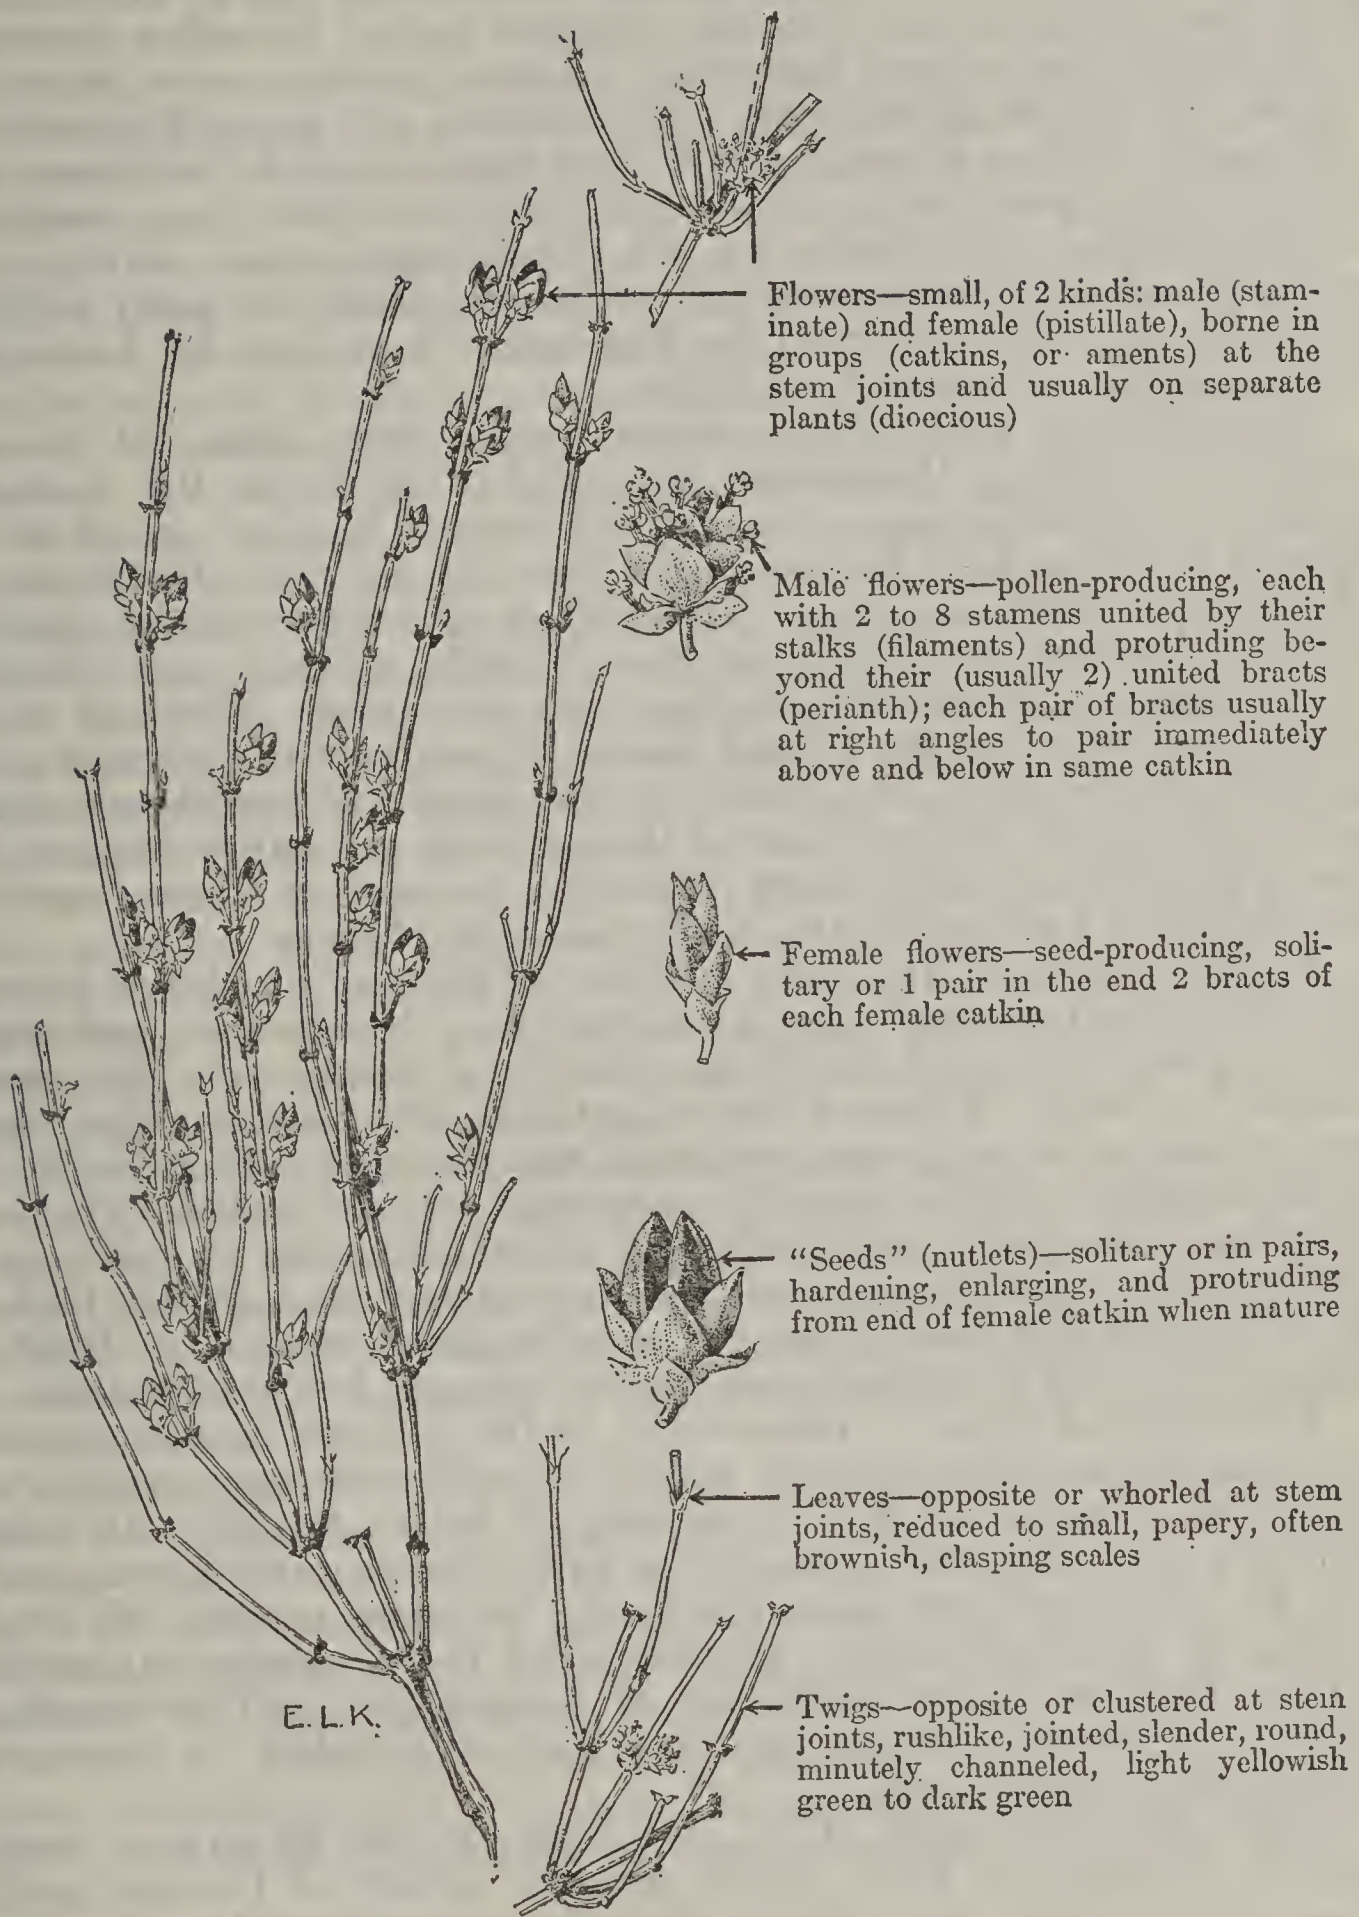 Flowers—small, of 2 kinds: male (stam-
inate) and female (pistillate), borne in
groups (catkins, or aments) at the
stem joints and usually on separate
plants (dioecious)
Male flowers—pollen-producing, each
with 2 to 8 stamens united by their
stalks (filaments) and protruding be-
yond their (usually 2) united bracts
(perianth); each pair of bracts usually
at right angles to pair immediately
above and below in same catkin
Female flowers—seed-producing, soli-
tary or 1 pair in the end 2 bracts of
each female catkin
"Seeds" (nutlets)—solitary or in pairs,
hardening, enlarging, and protruding
from end of female catkin when mature
Leaves—opposite or whorled at stem
joints, reduced to small, papery, often
brownish, clasping scales
E. L. K.
Twigs—opposite or clustered at stem
joints, rushlike, jointed, slender, round,
minutely channeled, light yellowish
green to dark green